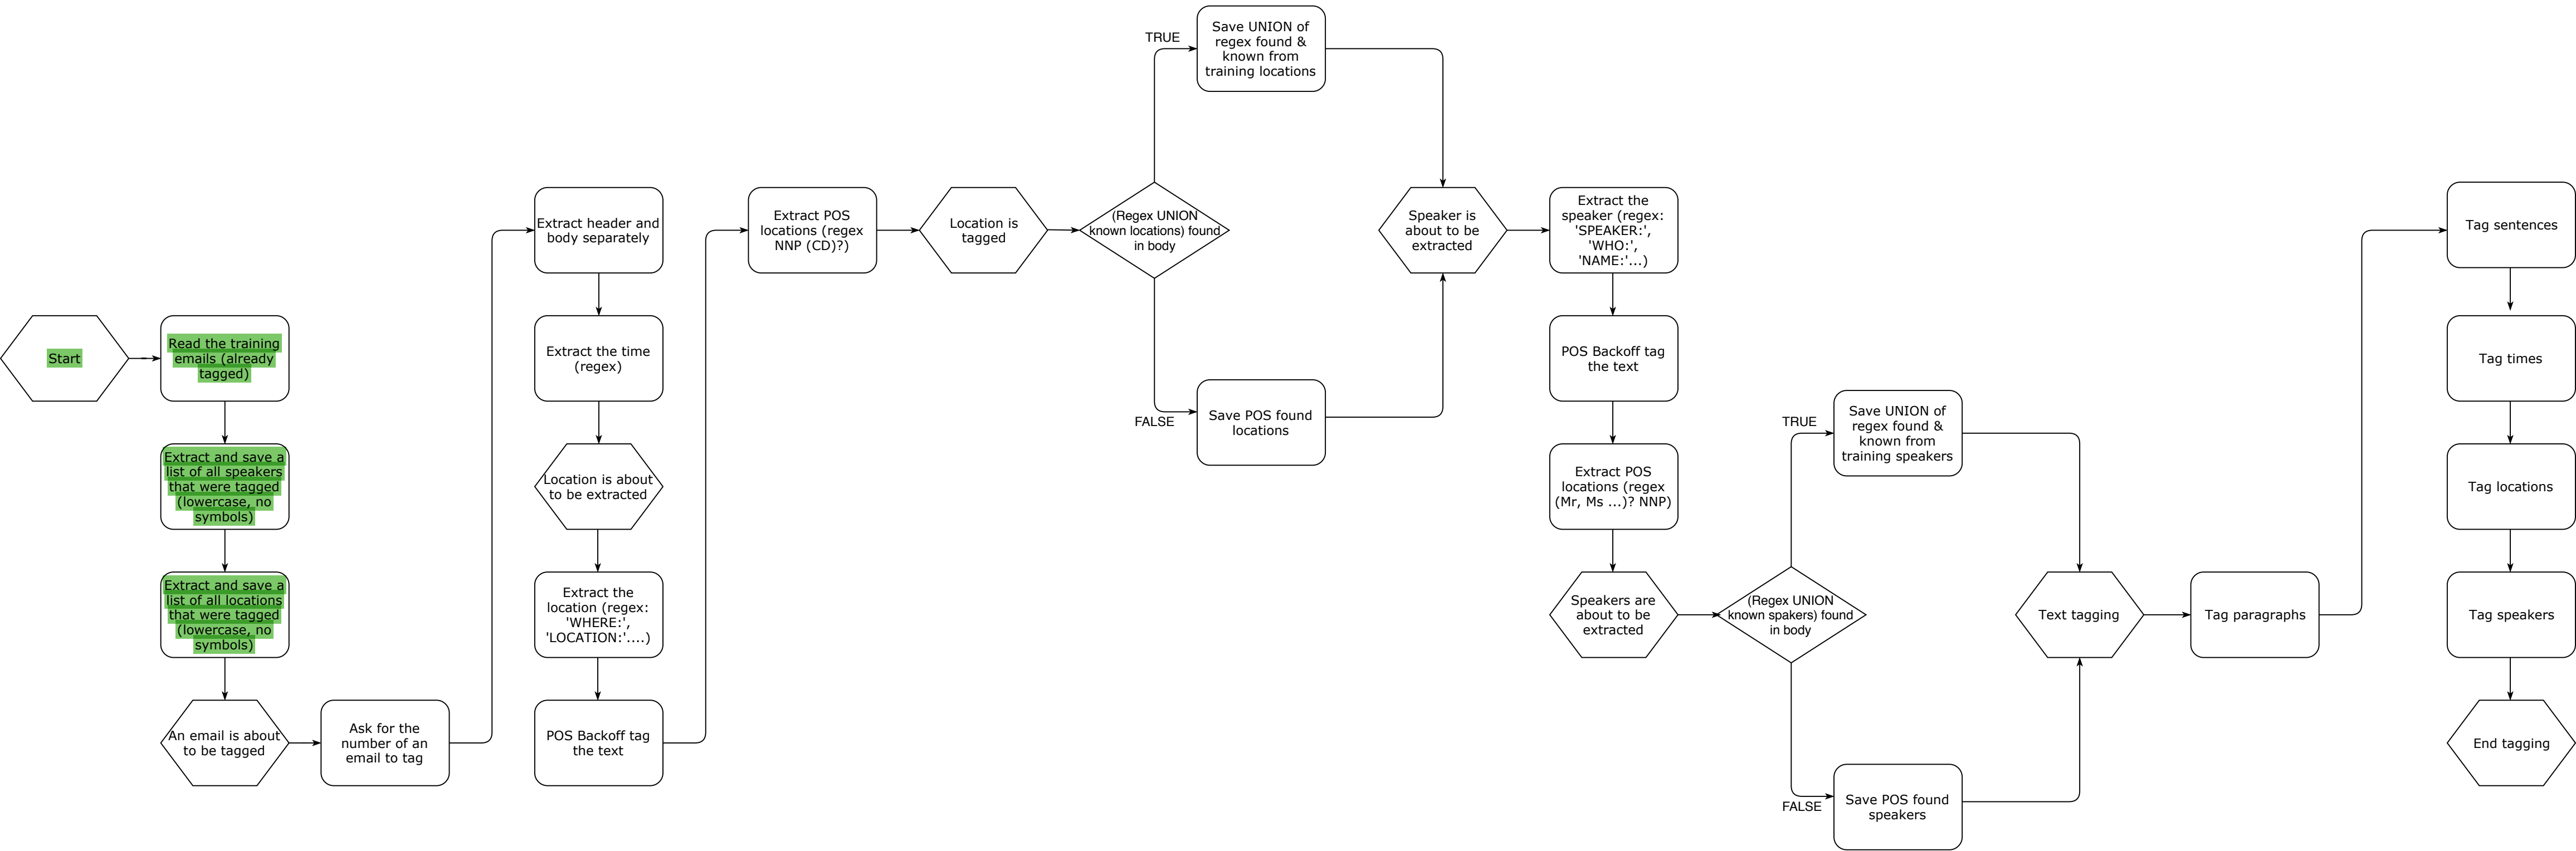 Start
Read the training
emails (already
tagged)
Extract and save a
list of all speakers
that were tagged
(lowercase, no
symbols)
Extract and save a
list of all locations
that were tagged
(lowercase, no
symbols)
An email is about
to be tagged
Ask for the
number of an
email to tag
Extract header and
body separately
Extract the time
(regex)
Location is about
to be extracted
Extract the
location (regex:
'WHERE:',
'LOCATION:'....)
POS Backoff tag
the text
Extract POS
locations (regex
NNP (CD)?)
Location is
tagged
(Regex UNION
known locations) found
in body
TRUE
Save UNION of
regex found &
known from
training locations
FALSE
Save POS found
locations
Speaker is
about to be
extracted
Extract the
speaker (regex:
'SPEAKER:',
'WHO:',
'NAME:'...)
POS Backoff tag
the text
Extract POS
locations (regex
(Mr, Ms ...)? NNP)
Speakers are
about to be
extracted
(Regex UNION
known spakers) found
in body
TRUE
Save UNION of
regex found &
known from
training speakers
FALSE
Save POS found
speakers
Text tagging
Tag paragraphs
Tag sentences
Tag times
Tag locations
Tag speakers
End tagging